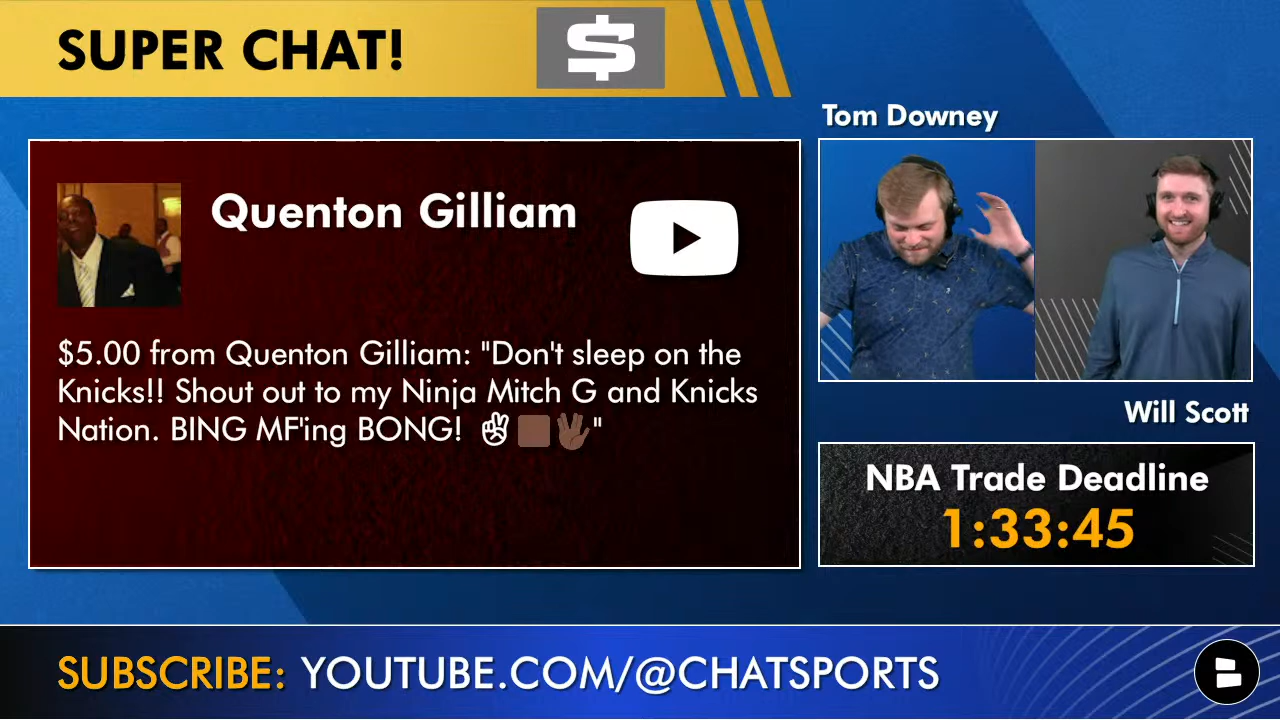 SUPER CHAT!
$
Tom Downey
Quenton Gilliam
$5.00 from Quenton Gilliam: "Don't sleep on the
Knicks!! Shout out to my Ninja Mitch G and Knicks
Nation. BING MF'ing BONG! ✌🏾🖖🏾"
Will Scott
NBA Trade Deadline
1:33:45
SUBSCRIBE: YOUTUBE.COM/@CHATSPORTS